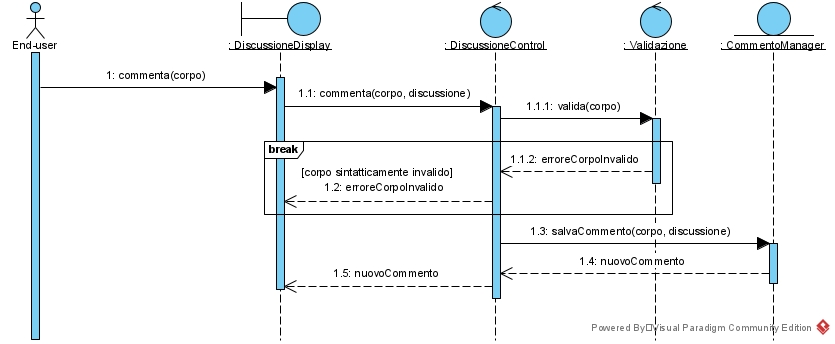 End-user
: DiscussioneDisplay
: DiscussioneControl
: Validazione
: CommentoManager
1: commenta(corpo)
1.1: commenta(corpo, discussione)
1.1.1: valida(corpo)
break
1.1.2: erroreCorpoInvalido
[corpo sintatticamente invalido]
1.2: erroreCorpoInvalido
1.3: salvaCommento(corpo, discussione)
1.4: nuovoCommento
1.5: nuovoCommento
Powered By Visual Paradigm Community Edition